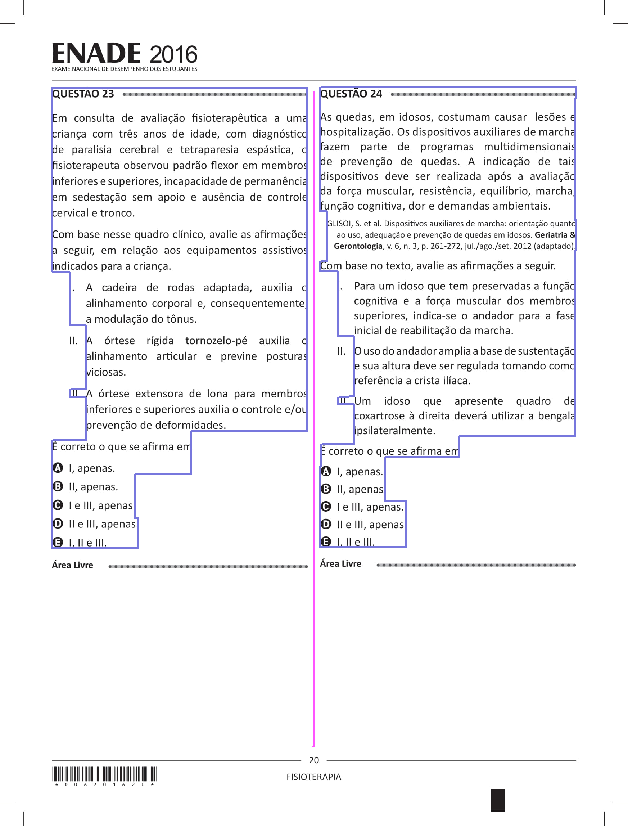 ENADE 2016
EXAME NACIONAL DE DESEMPENHO DOS ESTUDANTES
QUESTÃO 23
Em consulta de avaliação fisioterapêutica a uma
criança com três anos de idade, com diagnóstico
de paralisia cerebral e tetraparesia espástica, o
fisioterapeuta observou padrão flexor em membros
inferiores e superiores, incapacidade de permanência
em sedestação sem apoio e ausência de controle
cervical e tronco.
Com base nesse quadro clínico, avalie as afirmações
a seguir, em relação aos equipamentos assistivos
indicados para a criança.
I. A cadeira de rodas adaptada, auxilia o
alinhamento corporal e, consequentemente,
a modulação do tônus.
II. A órtese rígida tornozelo-pé auxilia o
alinhamento articular e previne posturas
viciosas.
III. A órtese extensora de lona para membros
inferiores e superiores auxilia o controle e/ou
prevenção de deformidades.
É correto o que se afirma em
A I, apenas.
B II, apenas.
C I e III, apenas.
D II e III, apenas.
E I, II e III.
Área Livre
QUESTÃO 24
As quedas, em idosos, costumam causar lesões e
hospitalização. Os dispositivos auxiliares de marcha
fazem parte de programas multidimensionais
de prevenção de quedas. A indicação de tais
dispositivos deve ser realizada após a avaliação
da força muscular, resistência, equilíbrio, marcha,
função cognitiva, dor e demandas ambientais.
GLISOI, S. et al. Dispositivos auxiliares de marcha: orientação quanto
ao uso, adequação e prevenção de quedas em idosos. Geriatria &
Gerontologia, v. 6, n. 3, p. 261-272, jul./ago./set. 2012 (adaptado).
Com base no texto, avalie as afirmações a seguir.
I. Para um idoso que tem preservadas a função
cognitiva e a força muscular dos membros
superiores, indica-se o andador para a fase
inicial de reabilitação da marcha.
II. O uso do andador amplia a base de sustentação
e sua altura deve ser regulada tomando como
referência a crista ilíaca.
III. Um idoso que apresente quadro de
coxartrose à direita deverá utilizar a bengala
ipsilateralmente.
É correto o que se afirma em
A I, apenas.
B II, apenas.
C I e III, apenas.
D II e III, apenas.
E I, II e III.
Área Livre
20
FISIOTERAPIA